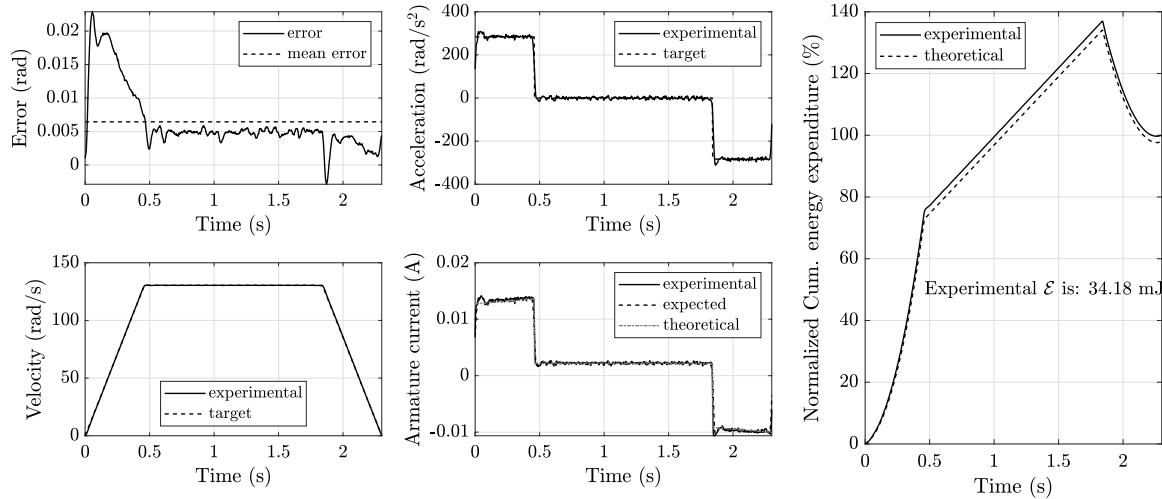 Error (rad)
0.02
0.015
0.01
0.005
0
error
mean error
0
0.5
1
1.5
2
Time (s)
Acceleration (rad/s²)
400
200
0
-200
-400
experimental
target
0
0.5
1
1.5
2
Time (s)
Velocity (rad/s)
150
100
50
0
experimental
target
0
0.5
1
1.5
2
Time (s)
Armature current (A)
0.02
0.01
0
-0.01
experimental
expected
theoretical
0
0.5
1
1.5
2
Time (s)
Normalized Cum. energy expenditure (%)
140
120
100
80
60
40
20
0
experimental
theoretical
Experimental ℰ is: 34.18 mJ
0
0.5
1
1.5
2
Time (s)